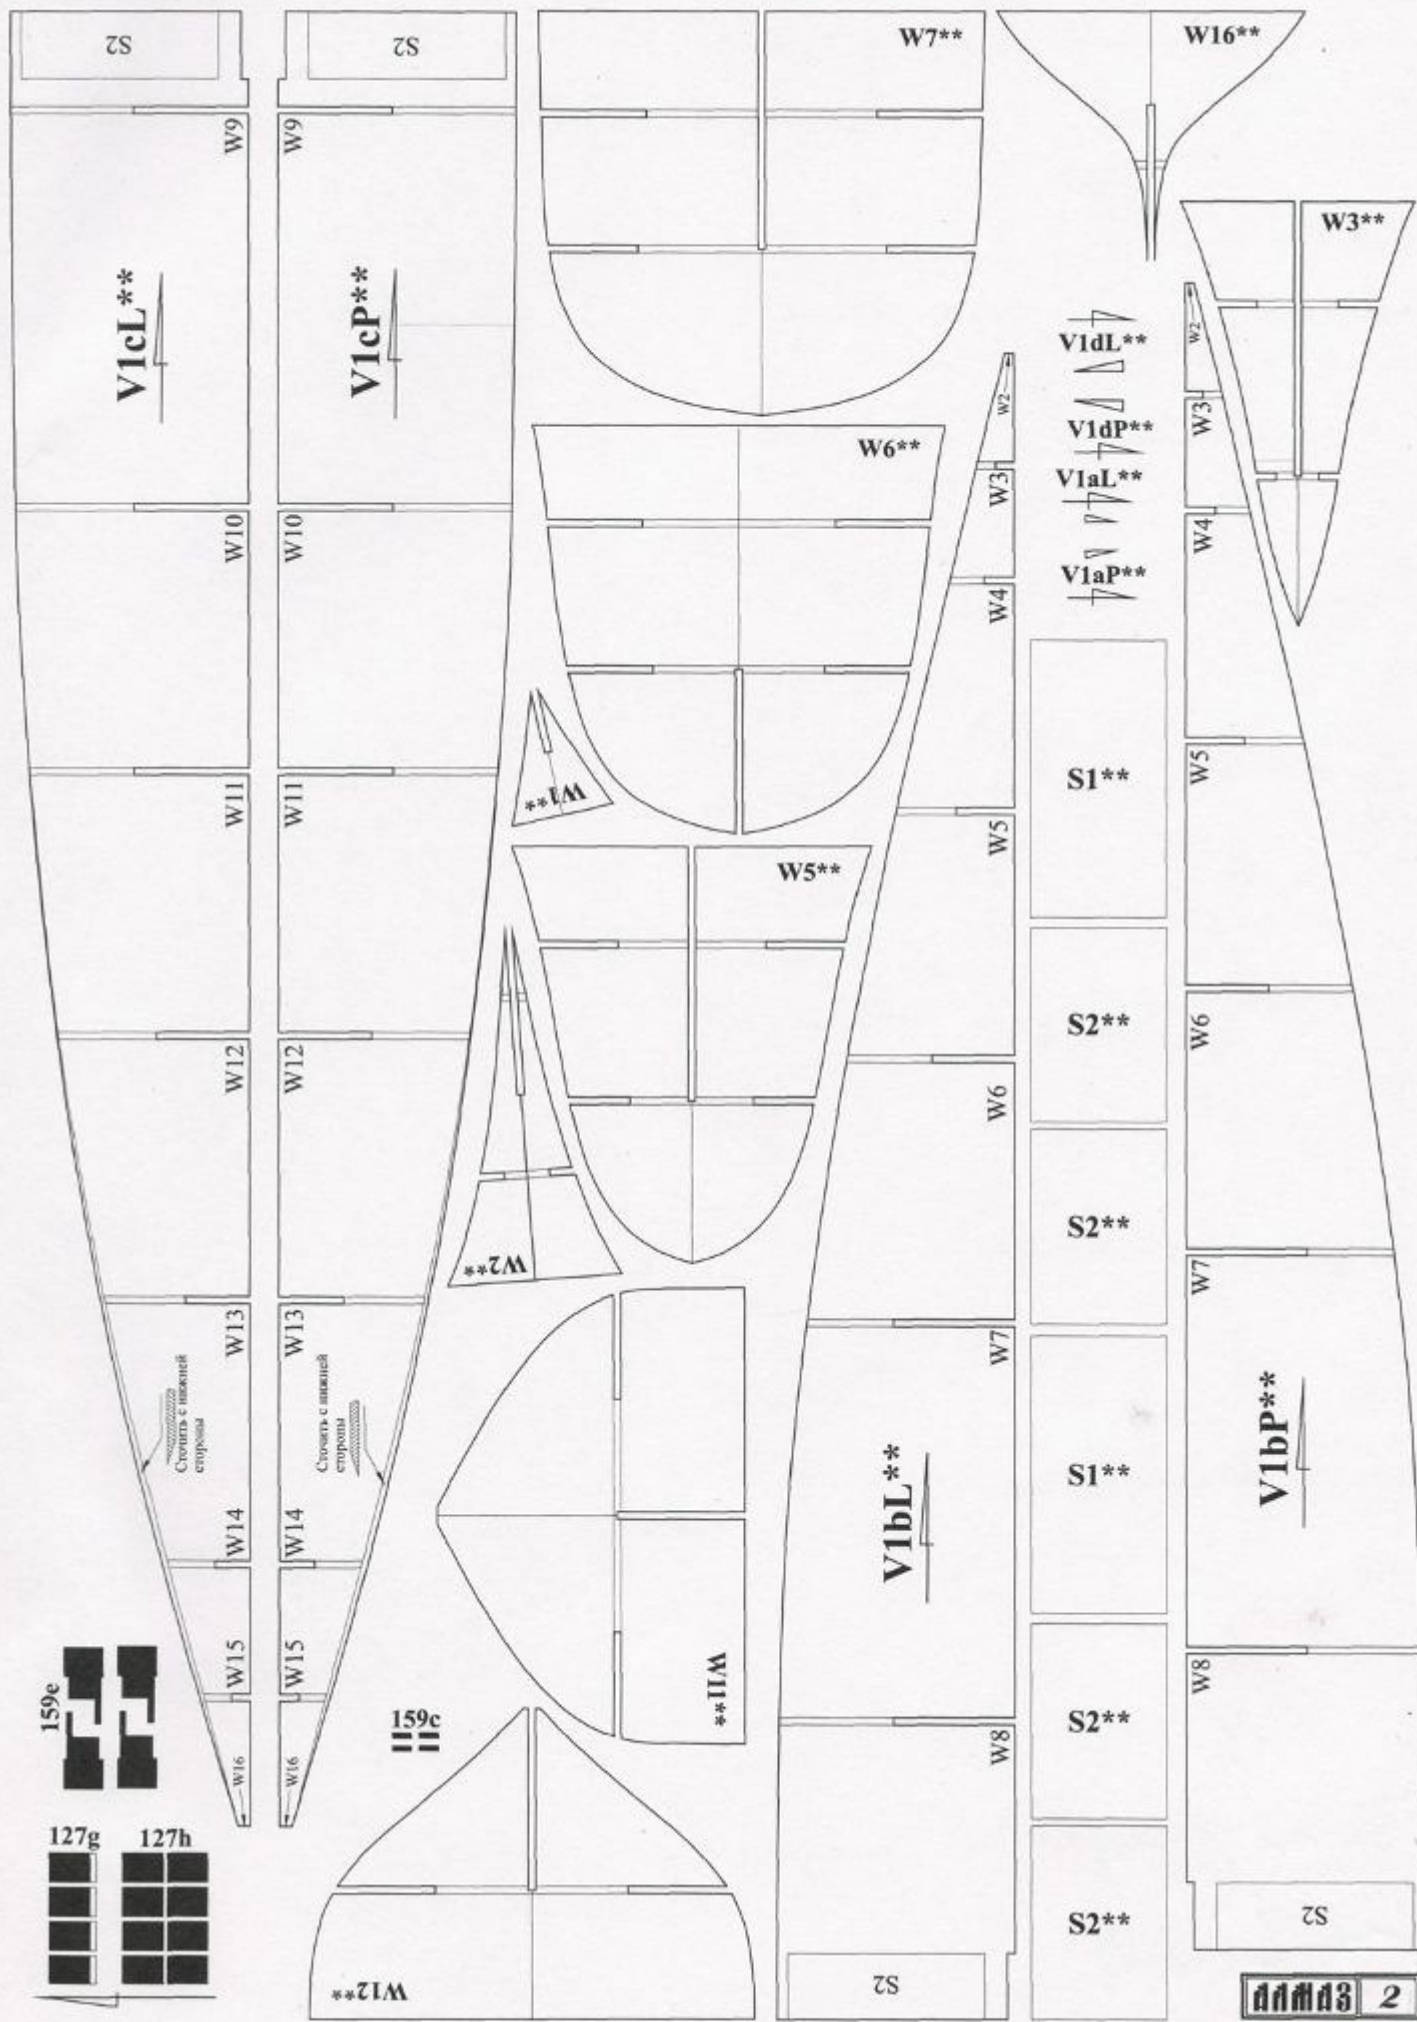 S2
S2
W7**
W16**
W9
W9
W3**
V1cL**
V1cP**
V1dL**
W2
W2
W3
V1dP**
W6**
W3
V1aL**
W4
W10
W10
V1aP**
W4
W5
S1**
W11
W11
W1**
W5
W5**
S2**
W6
W12
W12
W6
S2**
W2**
W7
W13
W13
W7
Сточить с нижней
стороны
Сточить с нижней
стороны
V1bP**
S1**
V1bL**
W14
W14
W15
W15
W11**
W8
159e
159c
S2**
W8
W16
W16
127g
127h
S2
S2**
S2
W12**
АЛМАЗ
2